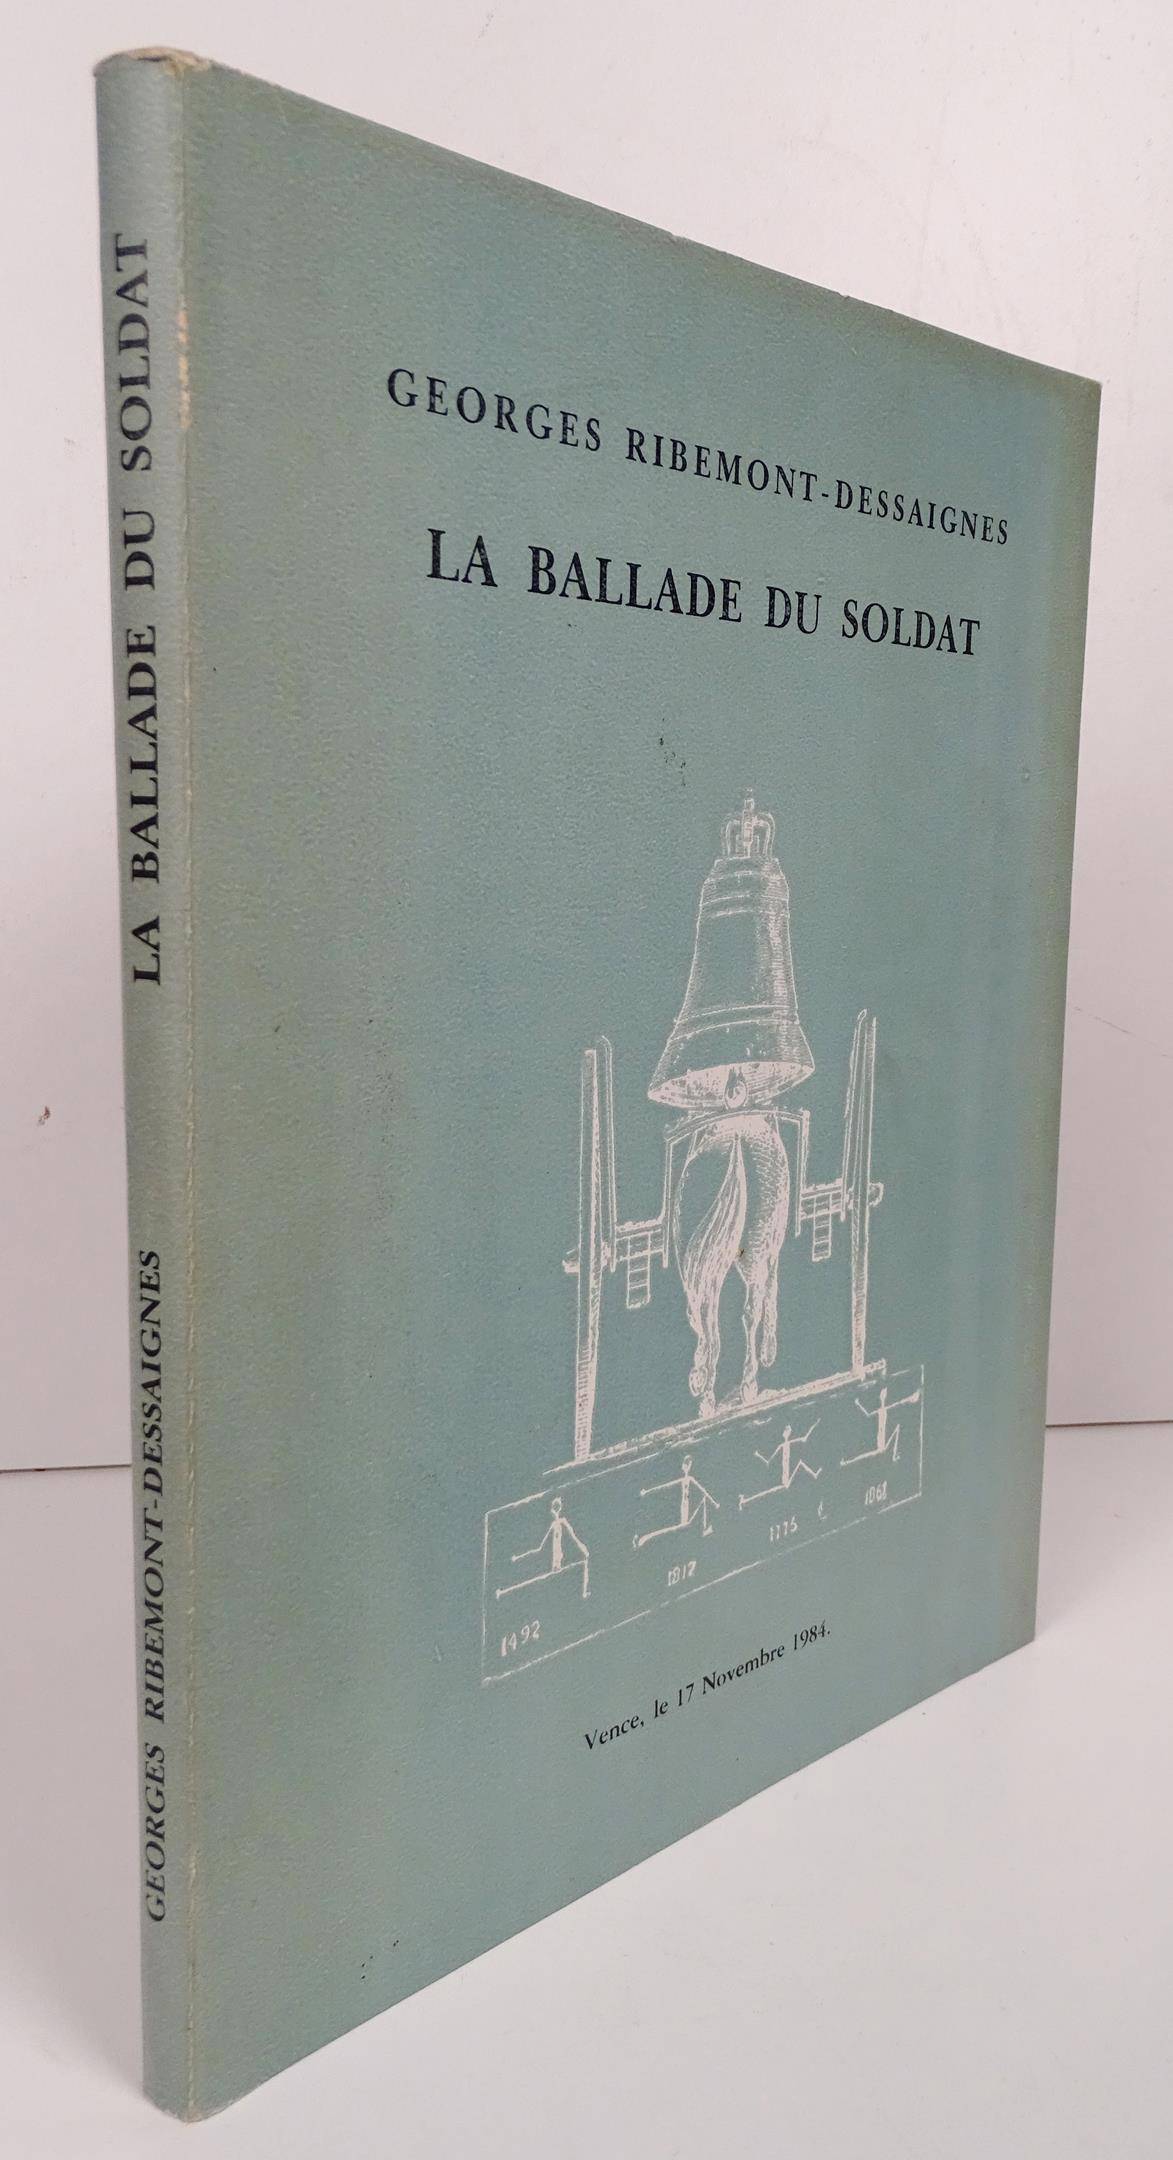 GEORGES RIBEMONT-DESSAIGNES LA BALLADE DU SOLDAT
GEORGES RIBEMONT-DESSAIGNES
LA BALLADE DU SOLDAT
1492
1812
1775
Vence, le 17 Novembre 1984.